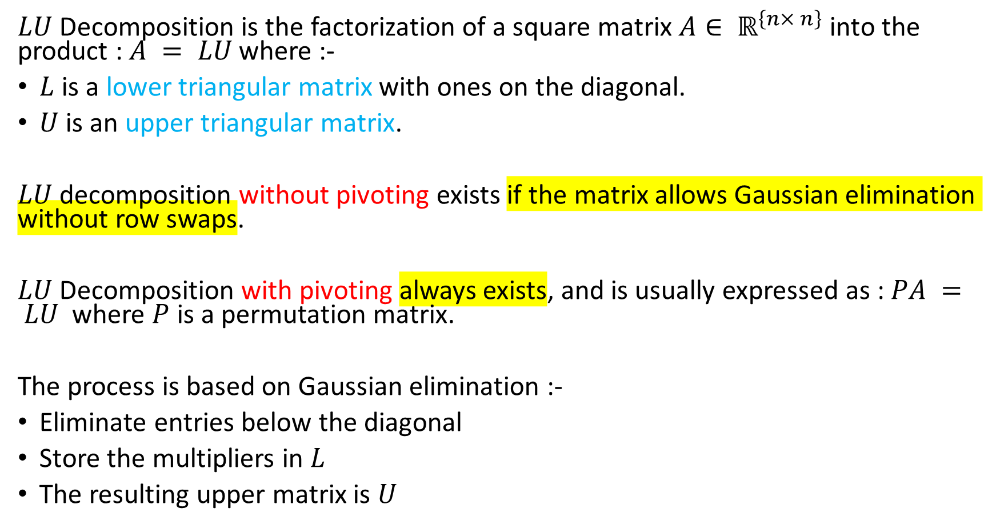 LU Decomposition is the factorization of a square matrix A ∈ ℝ^{n× n} into the
product : A = LU where :-
• L is a lower triangular matrix with ones on the diagonal.
• U is an upper triangular matrix.
LU decomposition without pivoting exists if the matrix allows Gaussian elimination
without row swaps.
LU Decomposition with pivoting always exists, and is usually expressed as : PA =
LU where P is a permutation matrix.
The process is based on Gaussian elimination :-
• Eliminate entries below the diagonal
• Store the multipliers in L
• The resulting upper matrix is U